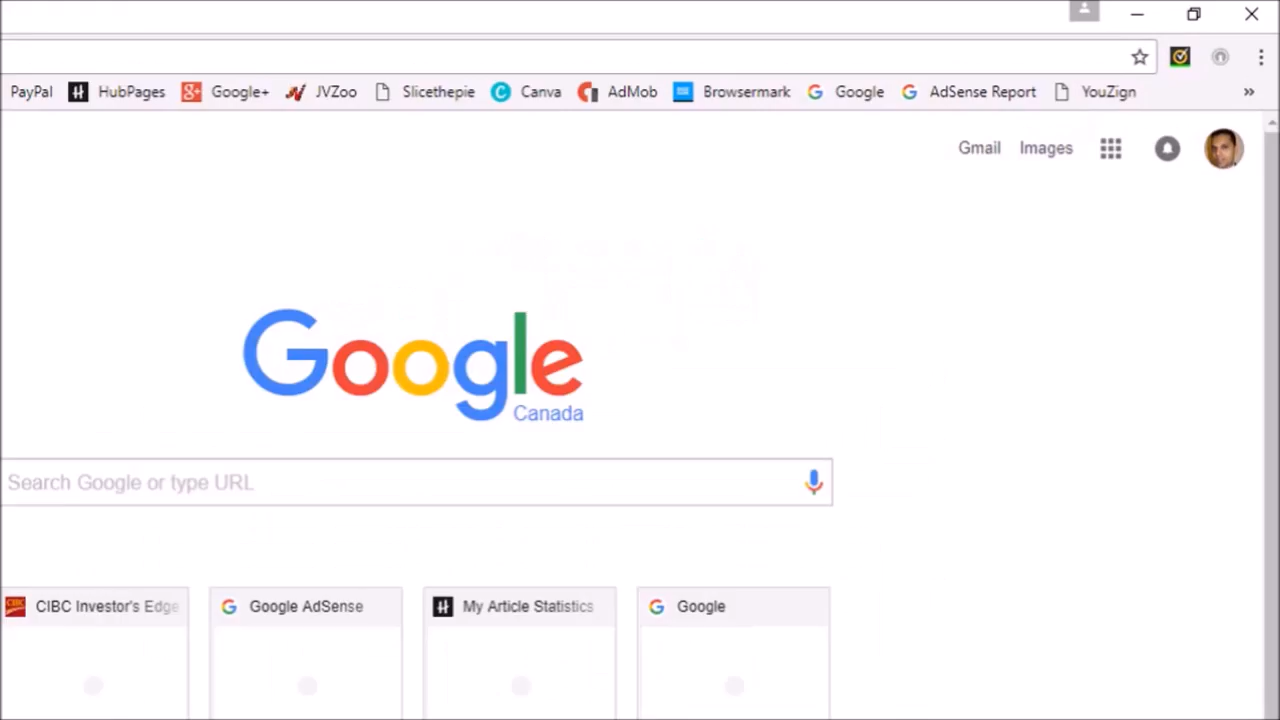 PayPal HubPages Google+ JVZoo Slicethepie Canva AdMob Browsermark Google AdSense Report YouZign »
Gmail Images
Google
Canada
Search Google or type URL
CIBC Investor's Edge Google AdSense My Article Statistics Google